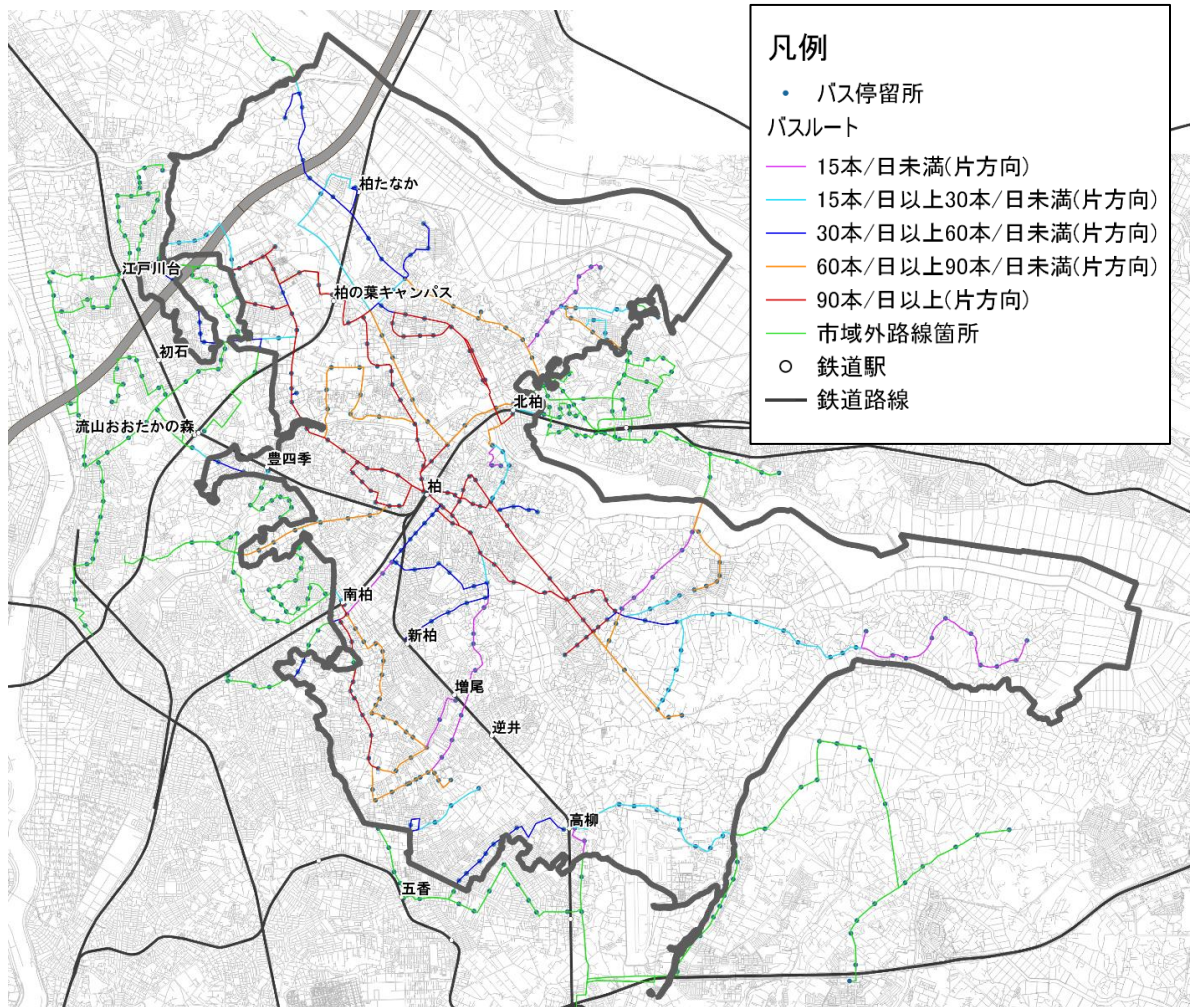 凡例
バス停留所
バスルート
15本/日未満(片方向)
15本/日以上30本/日未満(片方向)
30本/日以上60本/日未満(片方向)
60本/日以上90本/日未満(片方向)
90本/日以上(片方向)
市域外路線箇所
鉄道駅
鉄道路線
柏たなか
江戸川台
柏の葉キャンパス
初石
北柏
流山おおたかの森
豊四季
柏
南柏
新柏
増尾
逆井
高柳
五香